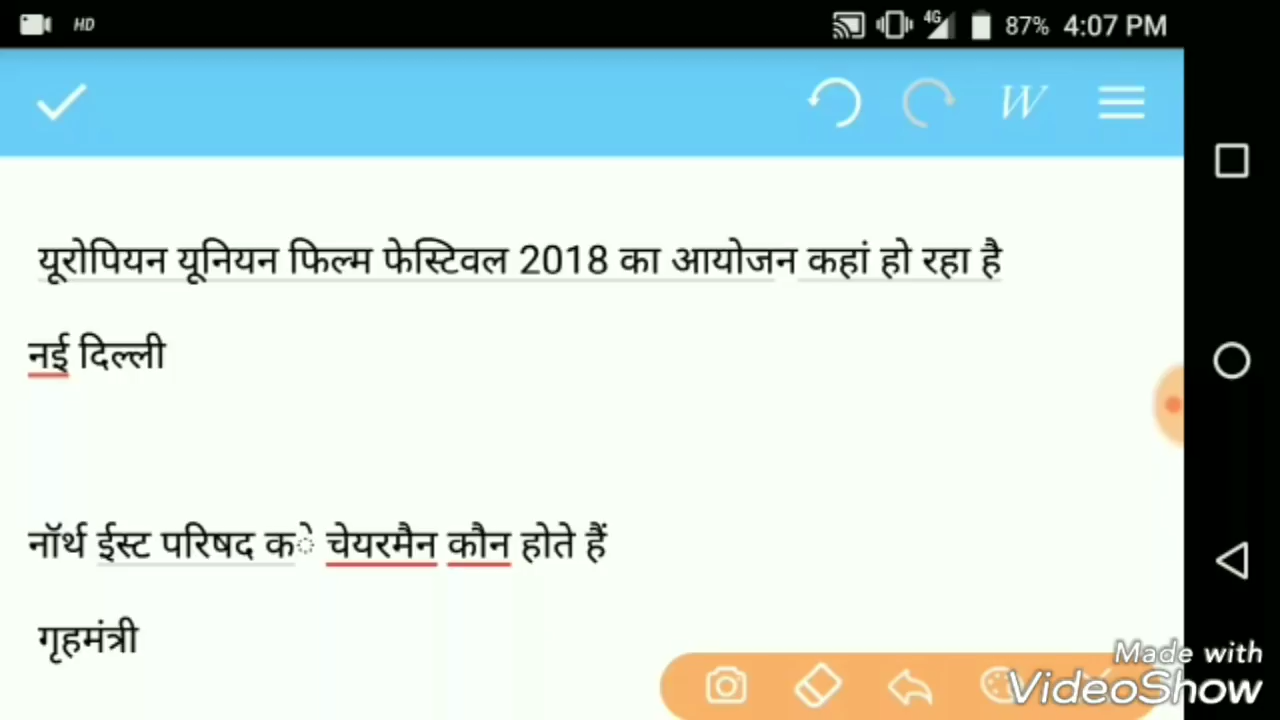 HD 4G 87% 4:07 PM
W
यूरोपियन यूनियन फिल्म फेस्टिवल 2018 का आयोजन कहां हो रहा है
नई दिल्ली
नॉर्थ ईस्ट परिषद क​े चेयरमैन कौन होते हैं
गृहमंत्री
Made with
VideoShow